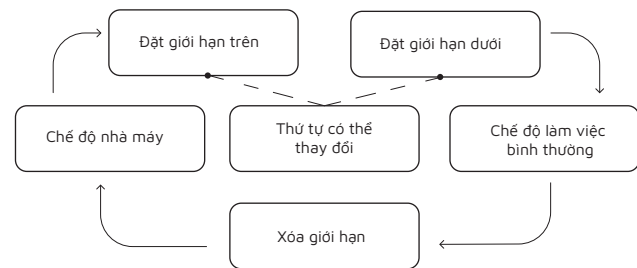 Đặt giới hạn trên
Đặt giới hạn dưới
Chế độ nhà máy
Thứ tự có thể
thay đổi
Chế độ làm việc
bình thường
Xóa giới hạn